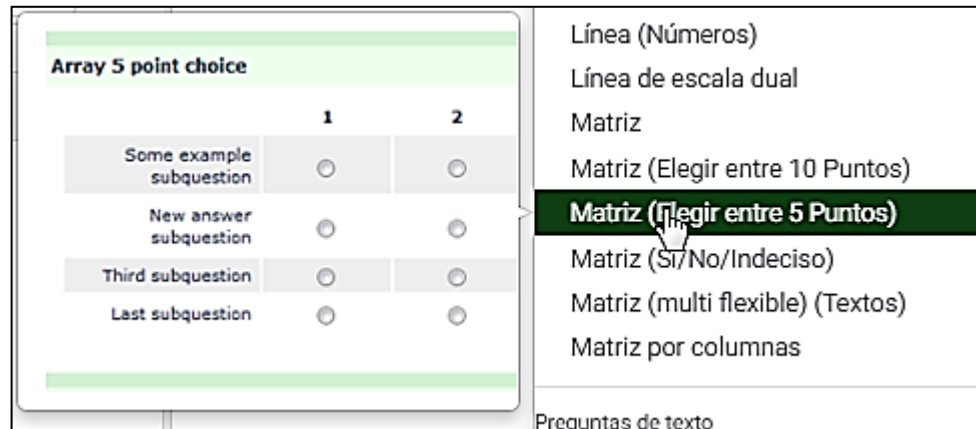 Array 5 point choice
1 2
Some example
subquestion
New answer
subquestion
Third subquestion
Last subquestion
Línea (Números)
Línea de escala dual
Matriz
Matriz (Elegir entre 10 Puntos)
Matriz (Elegir entre 5 Puntos)
Matriz (Sí/No/Indeciso)
Matriz (multi flexible) (Textos)
Matriz por columnas
Preguntas de texto